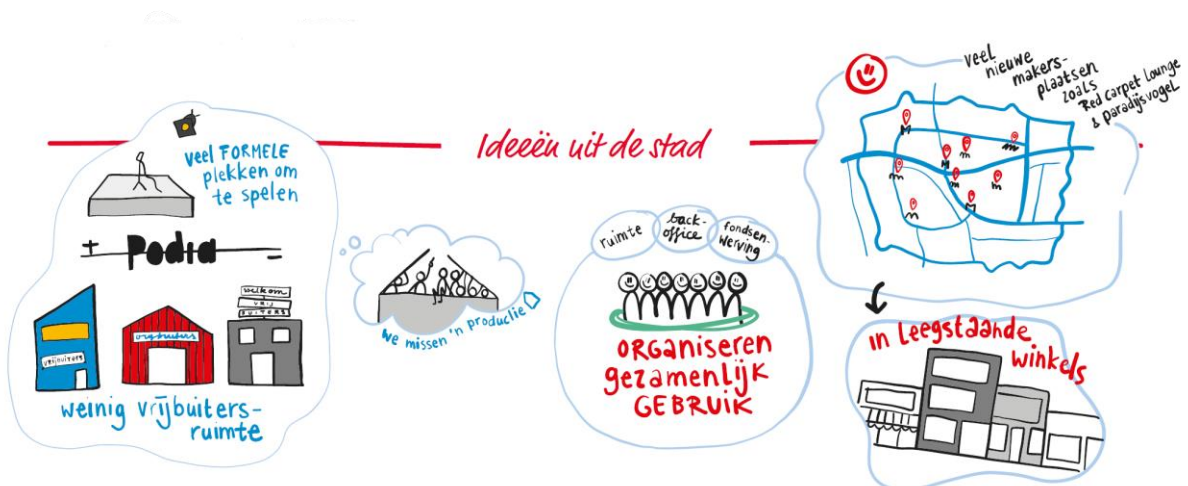 Ideeën uit de stad
veel FORMELE
plekken om
te spelen
+ Podia -
welkom
VRIJ
BUITERS
vrijbuiters
weinig vrijbuiters-
ruimte
we missen 'n productie
ruimte
back-
office
fondsen-
werving
ORGaniseren
gezamenlijk
GEBRUIK
veel
nieuwe
makers-
plaatsen
zoals
Red carpet Lounge
& Paradijsvogel
M
m
m
m
M
m
m
m
M
in Leegstaande
winkels